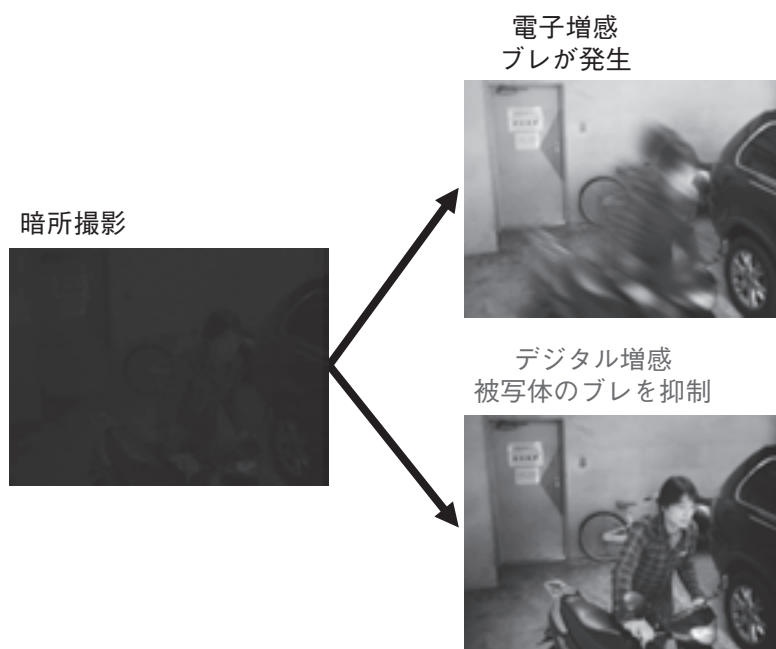 電子増感
ブレが発生
暗所撮影
デジタル増感
被写体のブレを抑制